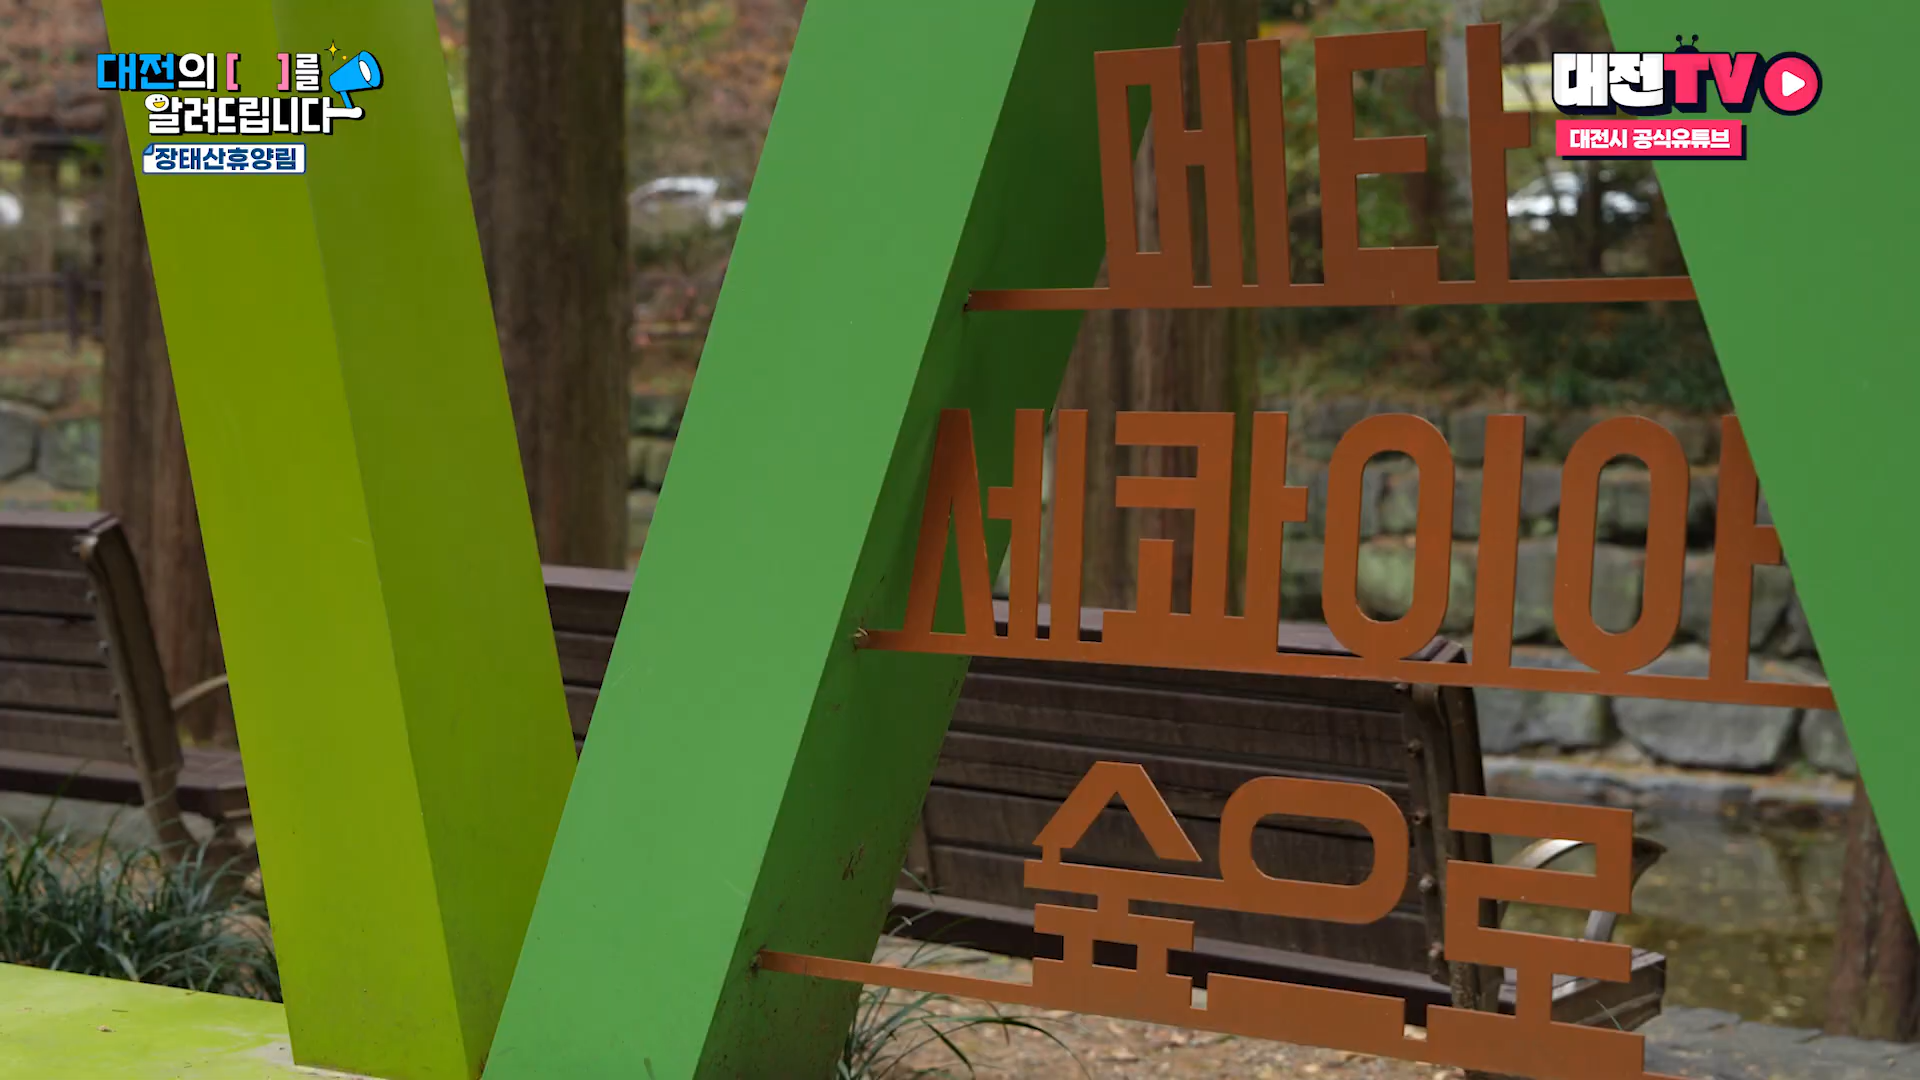 대전의 [ ]를
알려드립니다
장태산휴양림
대전TV
대전시 공식유튜브
메타
세콰이아
숲으로